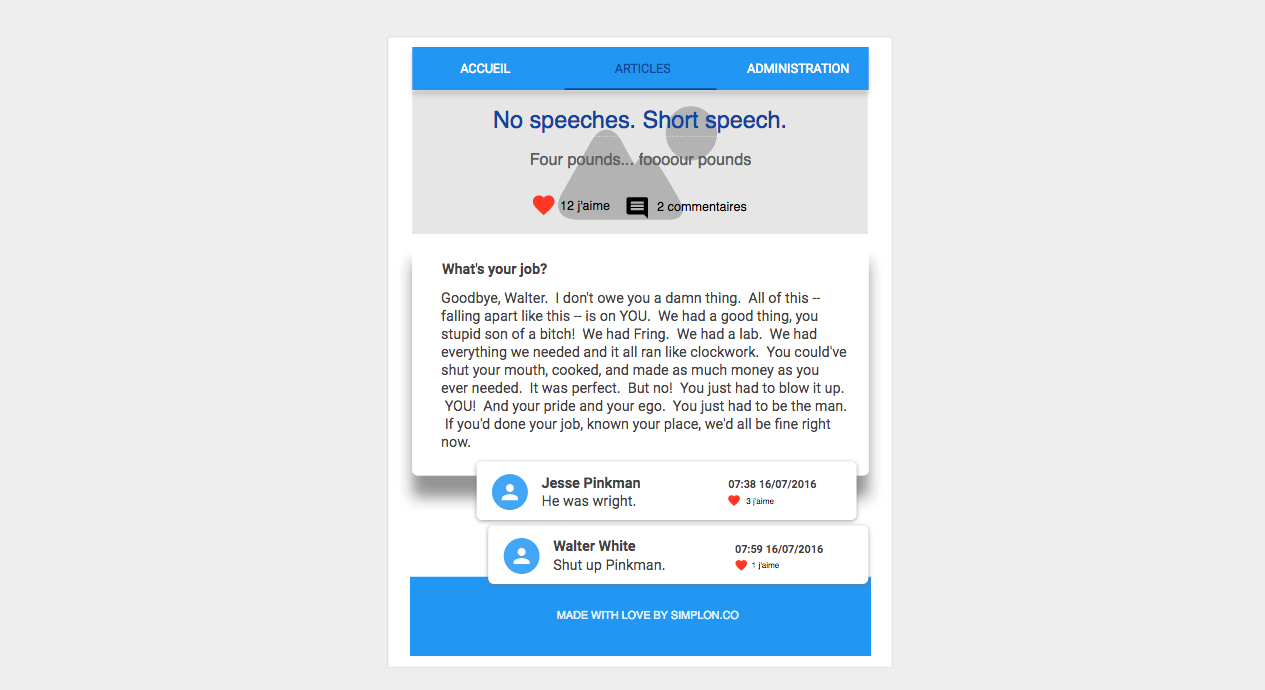 ACCUEIL ARTICLES ADMINISTRATION
No speeches. Short speech.
Four pounds... foooour pounds
12 j'aime 2 commentaires
What's your job?
Goodbye, Walter.  I don't owe you a damn thing.  All of this --
falling apart like this -- is on YOU.  We had a good thing, you
stupid son of a bitch!  We had Fring.  We had a lab.  We had
everything we needed and it all ran like clockwork.  You could've
shut your mouth, cooked, and made as much money as you
ever needed.  It was perfect.  But no!  You just had to blow it up.
YOU!  And your pride and your ego.  You just had to be the man.
If you'd done your job, known your place, we'd all be fine right
now.
Jesse Pinkman 07:38 16/07/2016
He was wright. 3 j'aime
Walter White 07:59 16/07/2016
Shut up Pinkman. 1 j'aime
MADE WITH LOVE BY SIMPLON.CO